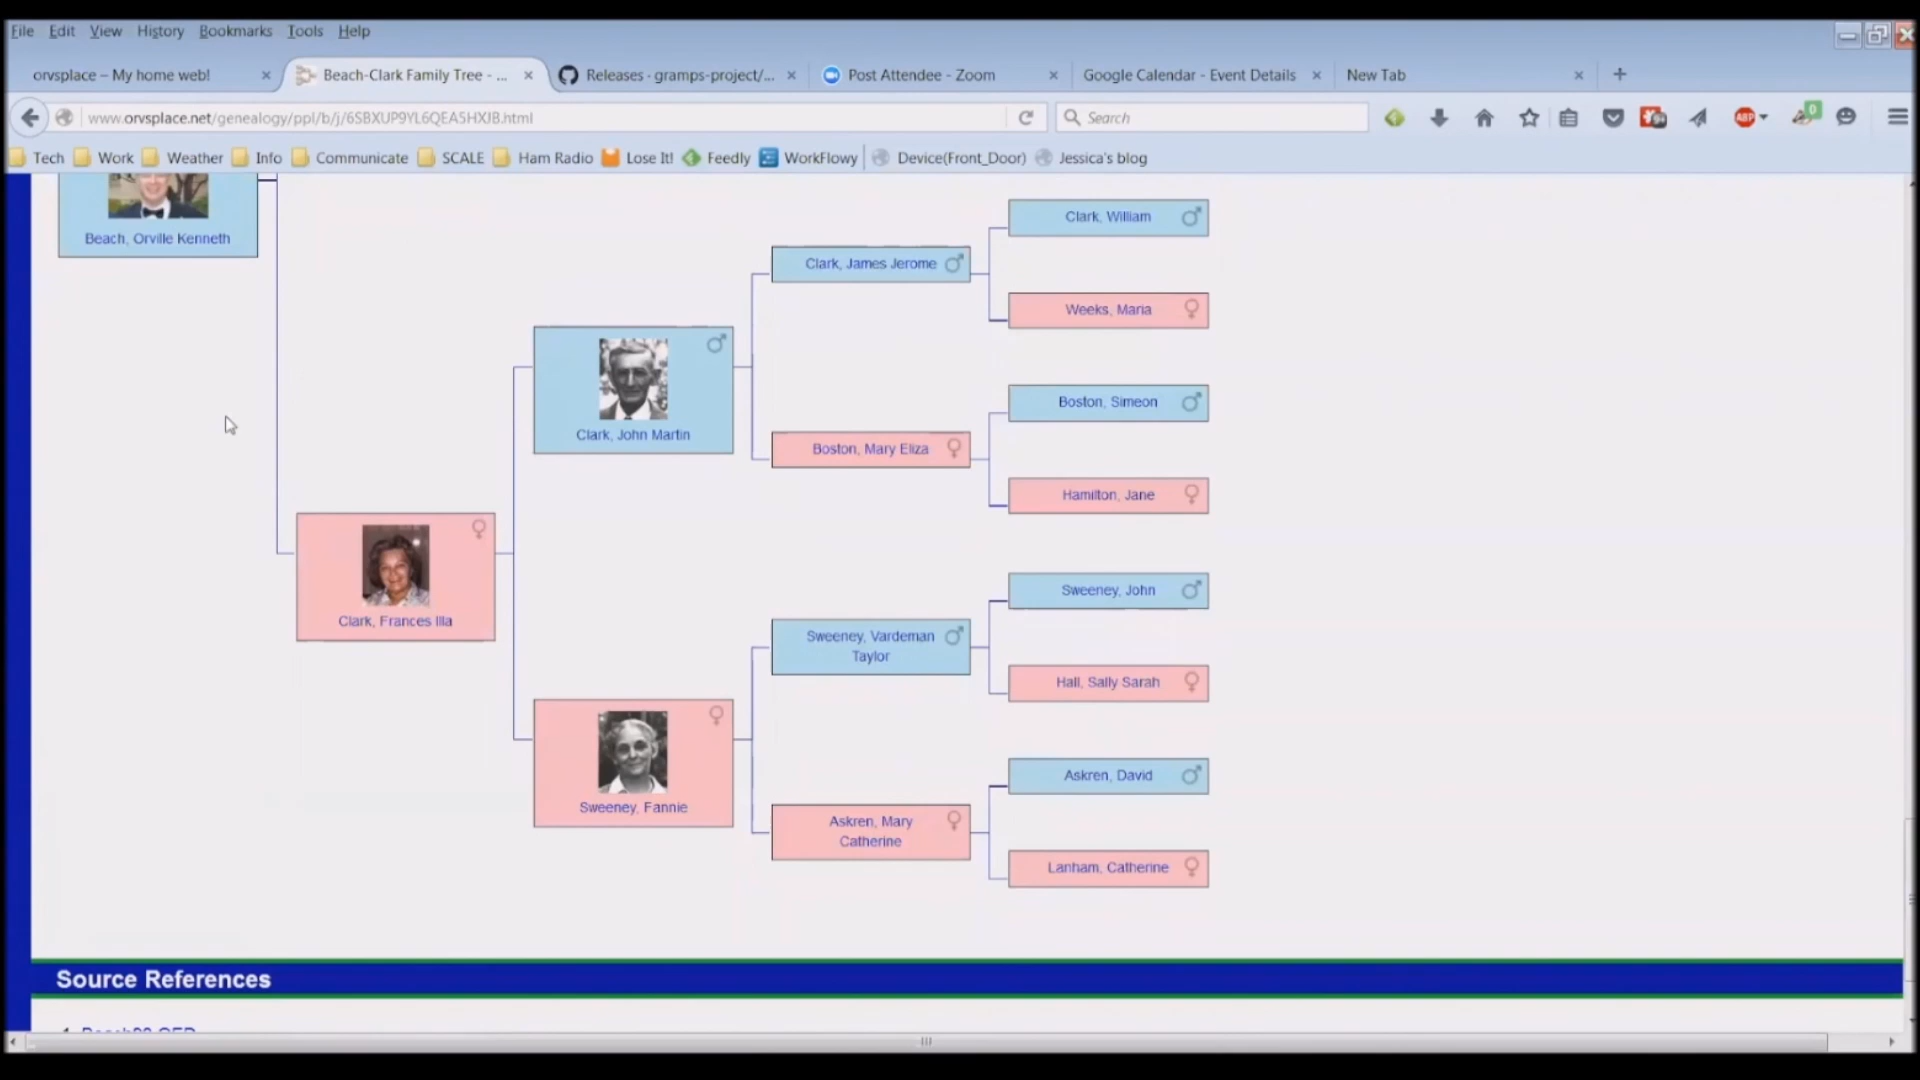 File Edit View History Bookmarks Tools Help
orvsplace – My home web!
Beach-Clark Family Tree - ...
Releases · gramps-project/...
Post Attendee - Zoom
Google Calendar - Event Details
New Tab
www.orvsplace.net/genealogy/ppl/b/j/6SBXUP9YL6QEA5HXJB.html
Search
ABP
0
Tech Work Weather Info Communicate SCALE Ham Radio Lose It! Feedly WorkFlowy Device(Front_Door) Jessica's blog
Beach, Orville Kenneth
Clark, William
Clark, James Jerome
Weeks, Maria
Clark, John Martin
Boston, Simeon
Boston, Mary Eliza
Hamilton, Jane
Clark, Frances Illa
Sweeney, John
Sweeney, Vardeman
Taylor
Hall, Sally Sarah
Sweeney, Fannie
Askren, David
Askren, Mary
Catherine
Lanham, Catherine
Source References